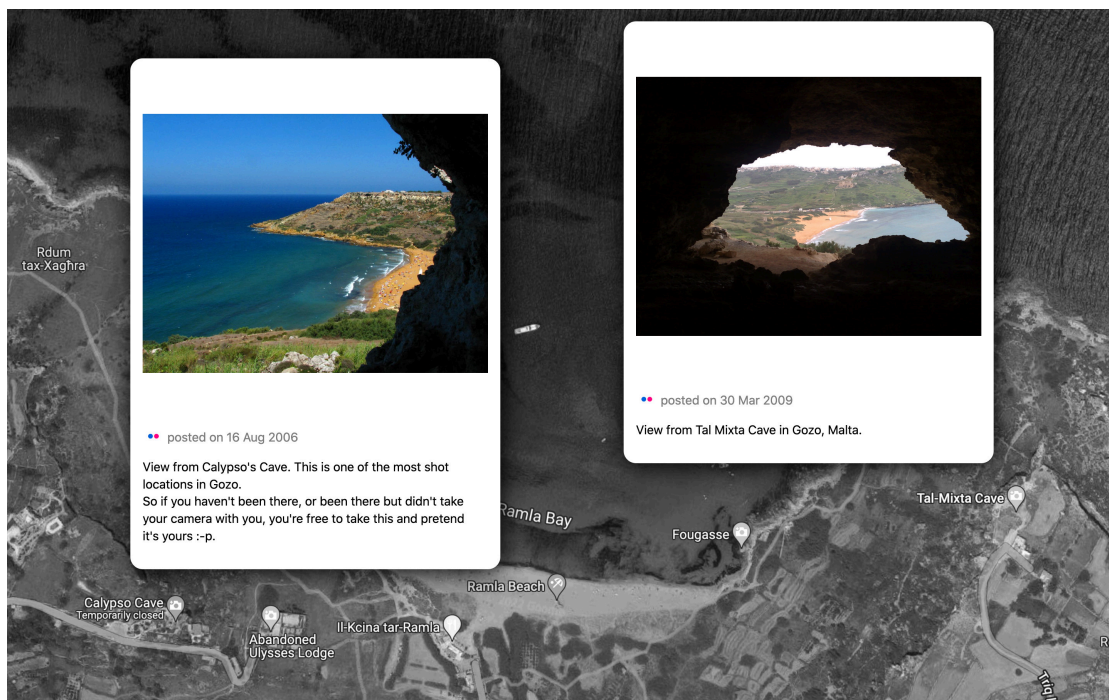 posted on 16 Aug 2006
View from Calypso's Cave. This is one of the most shot
locations in Gozo.
So if you haven't been there, or been there but didn't take
your camera with you, you're free to take this and pretend
it's yours :-p.
posted on 30 Mar 2009
View from Tal Mixta Cave in Gozo, Malta.
Rdum
tax-Xagħra
Ramla Bay
Tal-Mixta Cave
Fougasse
Ramla Beach
Calypso Cave
Temporarily closed
Il-Kcina tar-Ramla
Abandoned
Ulysses Lodge